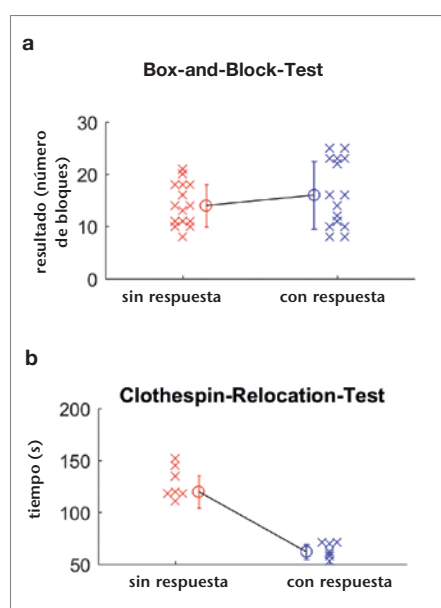 a
Box-and-Block-Test
resultado (número
de bloques)
30
20
10
0
sin respuesta
con respuesta
b
Clothespin-Relocation-Test
tiempo (s)
200
150
100
50
sin respuesta
con respuesta